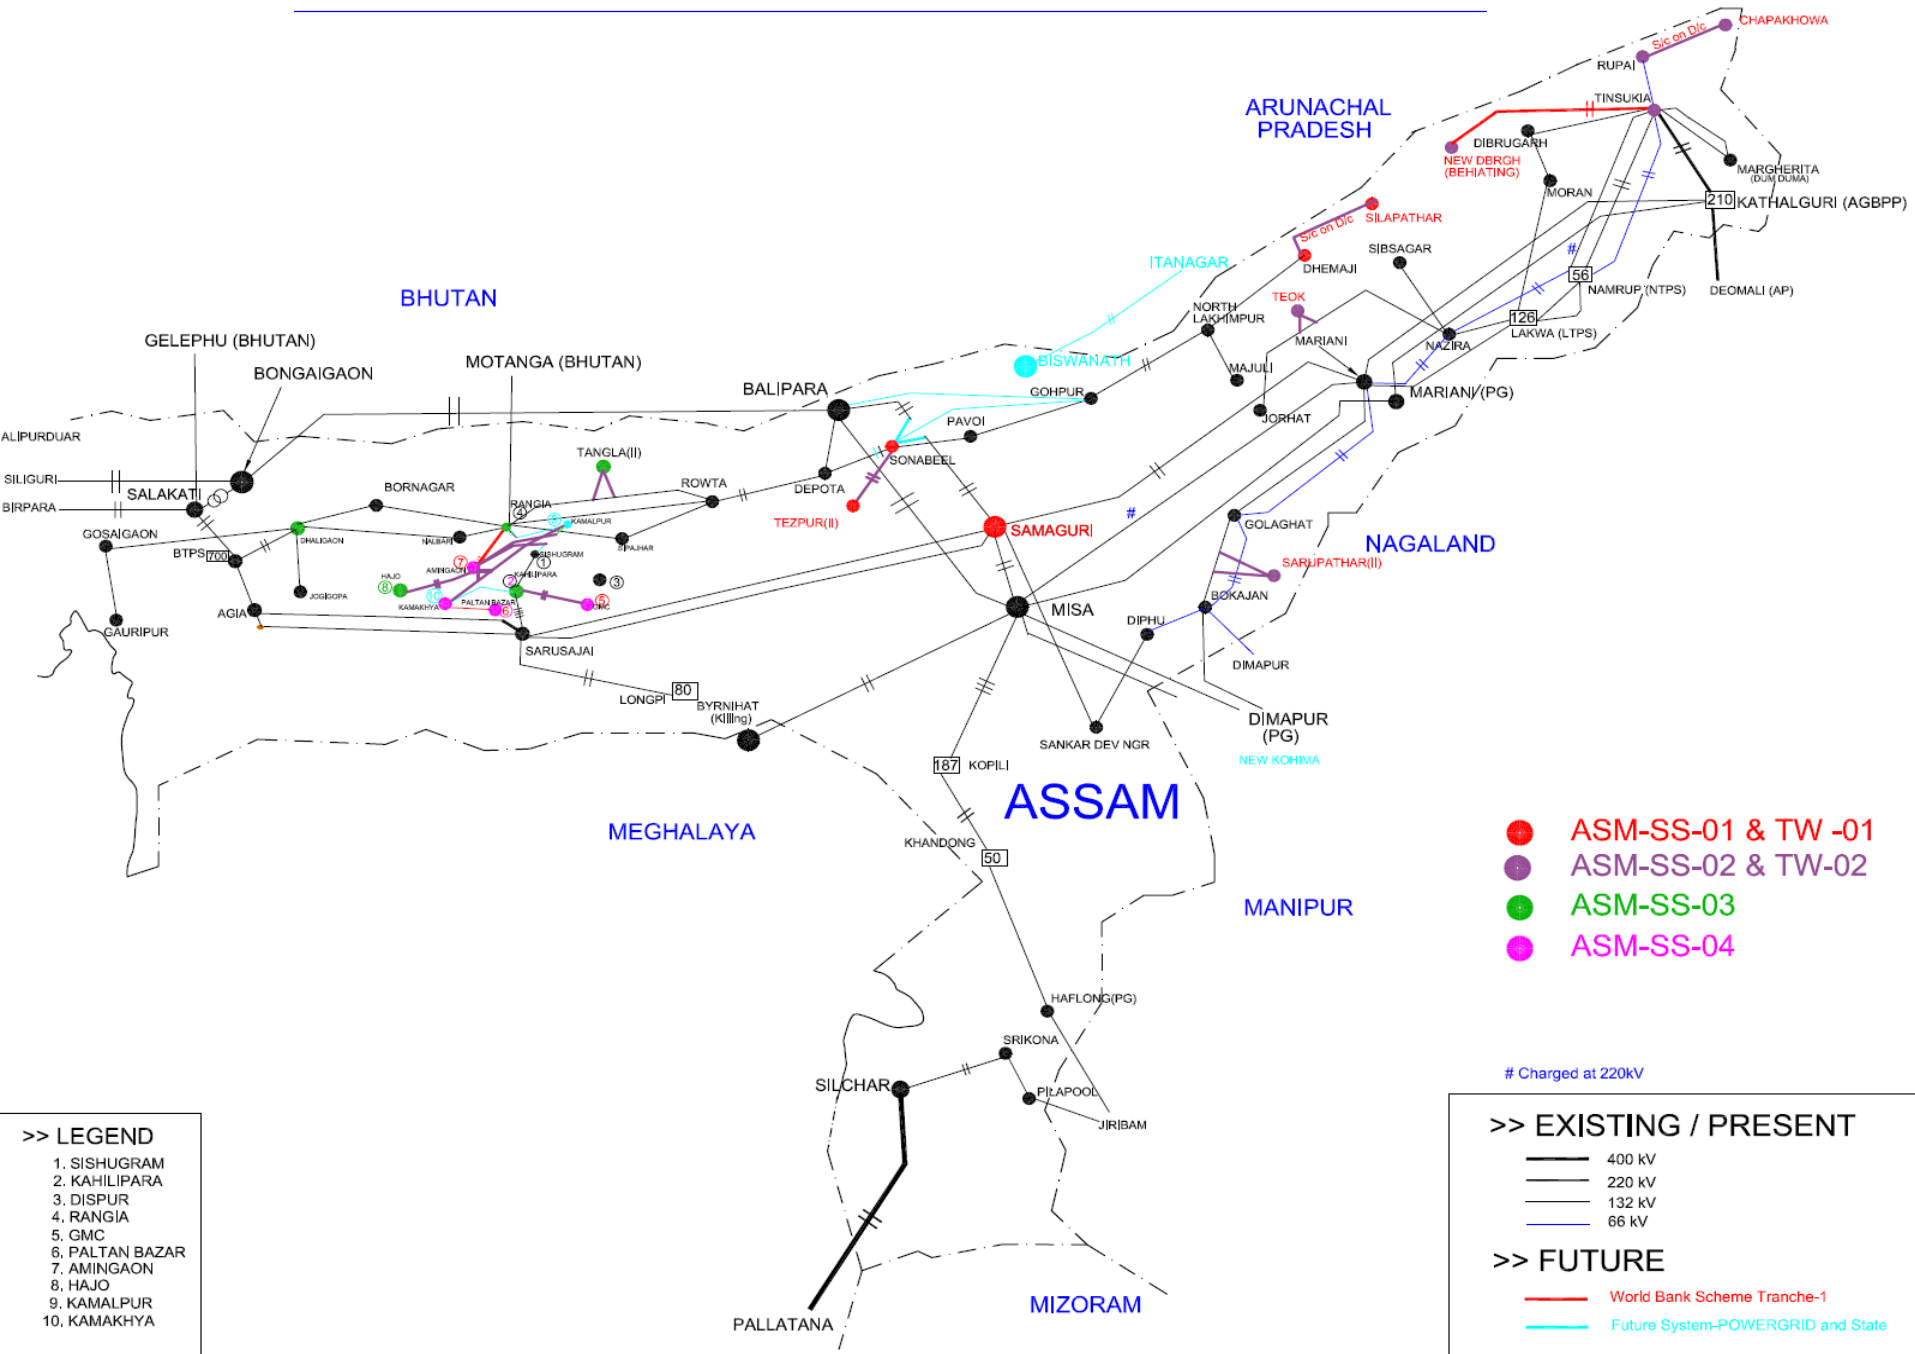 CHAPAKHOWA
S/c on D/c
RUPAI
TINSUKIA
ARUNACHAL
PRADESH
DIBRUGARH
NEW DBRGH
(BEHIATING)
MARGHERITA
(DUM DUMA)
MORAN
210
KATHALGURI (AGBPP)
SILAPATHAR
S/c on D/c
SIBSAGAR
#
ITANAGAR
DHEMAJI
56
NAMRUP (NTPS)
DEOMALI (AP)
BHUTAN
TEOK
NORTH
LAKHIMPUR
126
LAKWA (LTPS)
GELEPHU (BHUTAN)
MARIANI
NAZIRA
BONGAIGAON
MOTANGA (BHUTAN)
BISWANATH
BALIPARA
GOHPUR
MAJULI
MARIANI (PG)
JORHAT
PAVOI
ALIPURDUAR
TANGLA(II)
SONABEEL
SILIGURI
SALAKATI
BORNAGAR
ROWTA
DEPOTA
BIRPARA
RANGIA
4
KAMALPUR
TEZPUR(II)
#
GOSAIGAON
DHALIGAON
NALBARI
SIPAJHAR
SAMAGURI
GOLAGHAT
NAGALAND
BTPS
700
SISHUGRAM
1
7
AMINGAON
KAHILIPARA
2
3
SARUPATHAR(II)
HAJO
8
JOGIGOPA
10
KAMAKHYA
PALTAN BAZAR
6
5
GMC
BOKAJAN
AGIA
MISA
DIPHU
GAURIPUR
SARUSAJAI
DIMAPUR
LONGPI
80
BYRNIHAT
(Killing)
DIMAPUR
(PG)
SANKAR DEV NGR
NEW KOHIMA
187
KOPILI
ASSAM
MEGHALAYA
KHANDONG
50
ASM-SS-01 & TW -01
ASM-SS-02 & TW-02
ASM-SS-03
ASM-SS-04
MANIPUR
HAFLONG(PG)
SRIKONA
SILCHAR
PILAPOOL
JIRIBAM
# Charged at 220kV
>> LEGEND
1. SISHUGRAM
2. KAHILIPARA
3. DISPUR
4. RANGIA
5. GMC
6. PALTAN BAZAR
7. AMINGAON
8. HAJO
9. KAMALPUR
10. KAMAKHYA
>> EXISTING / PRESENT
400 kV
220 kV
132 kV
66 kV
>> FUTURE
World Bank Scheme Tranche-1
Future System-POWERGRID and State
MIZORAM
PALLATANA